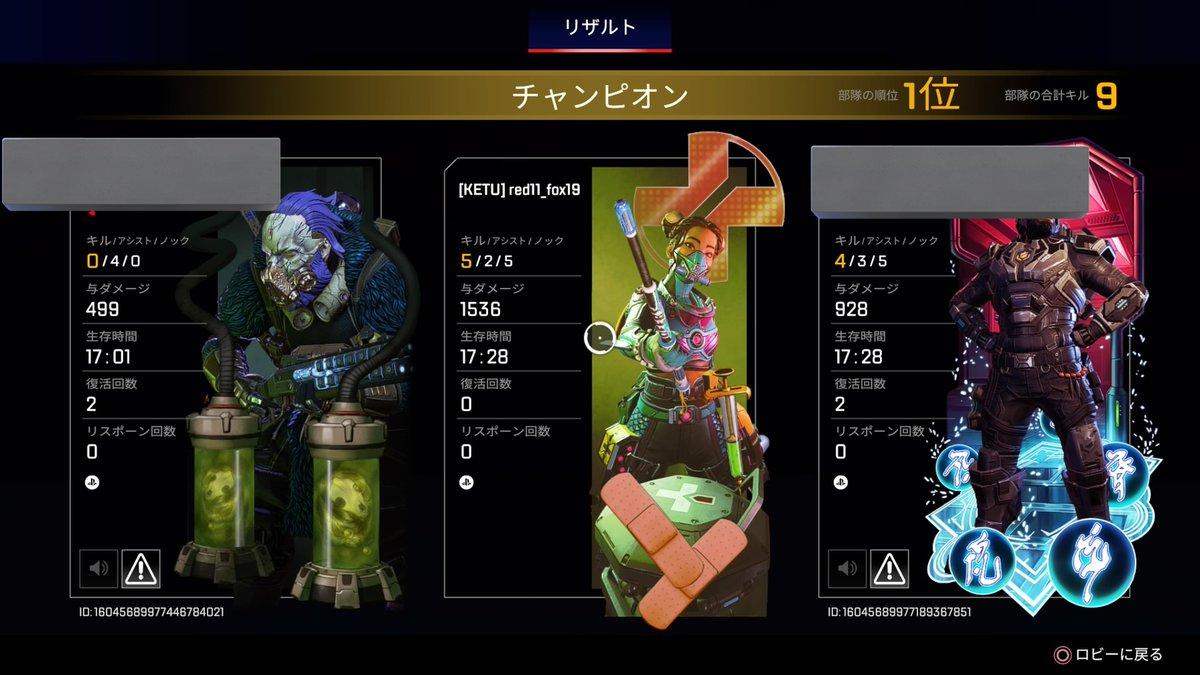 リザルト
チャンピオン
部隊の順位 1位
部隊の合計キル 9
キル/アシスト/ノック
0/4/0
与ダメージ
499
生存時間
17:01
復活回数
2
リスポーン回数
0
ID:16045689977446784021
[KETU] red11_fox19
キル/アシスト/ノック
5/2/5
与ダメージ
1536
生存時間
17:28
復活回数
0
リスポーン回数
0
キル/アシスト/ノック
4/3/5
与ダメージ
928
生存時間
17:28
復活回数
2
リスポーン回数
0
ID:16045689977189367851
ロビーに戻る